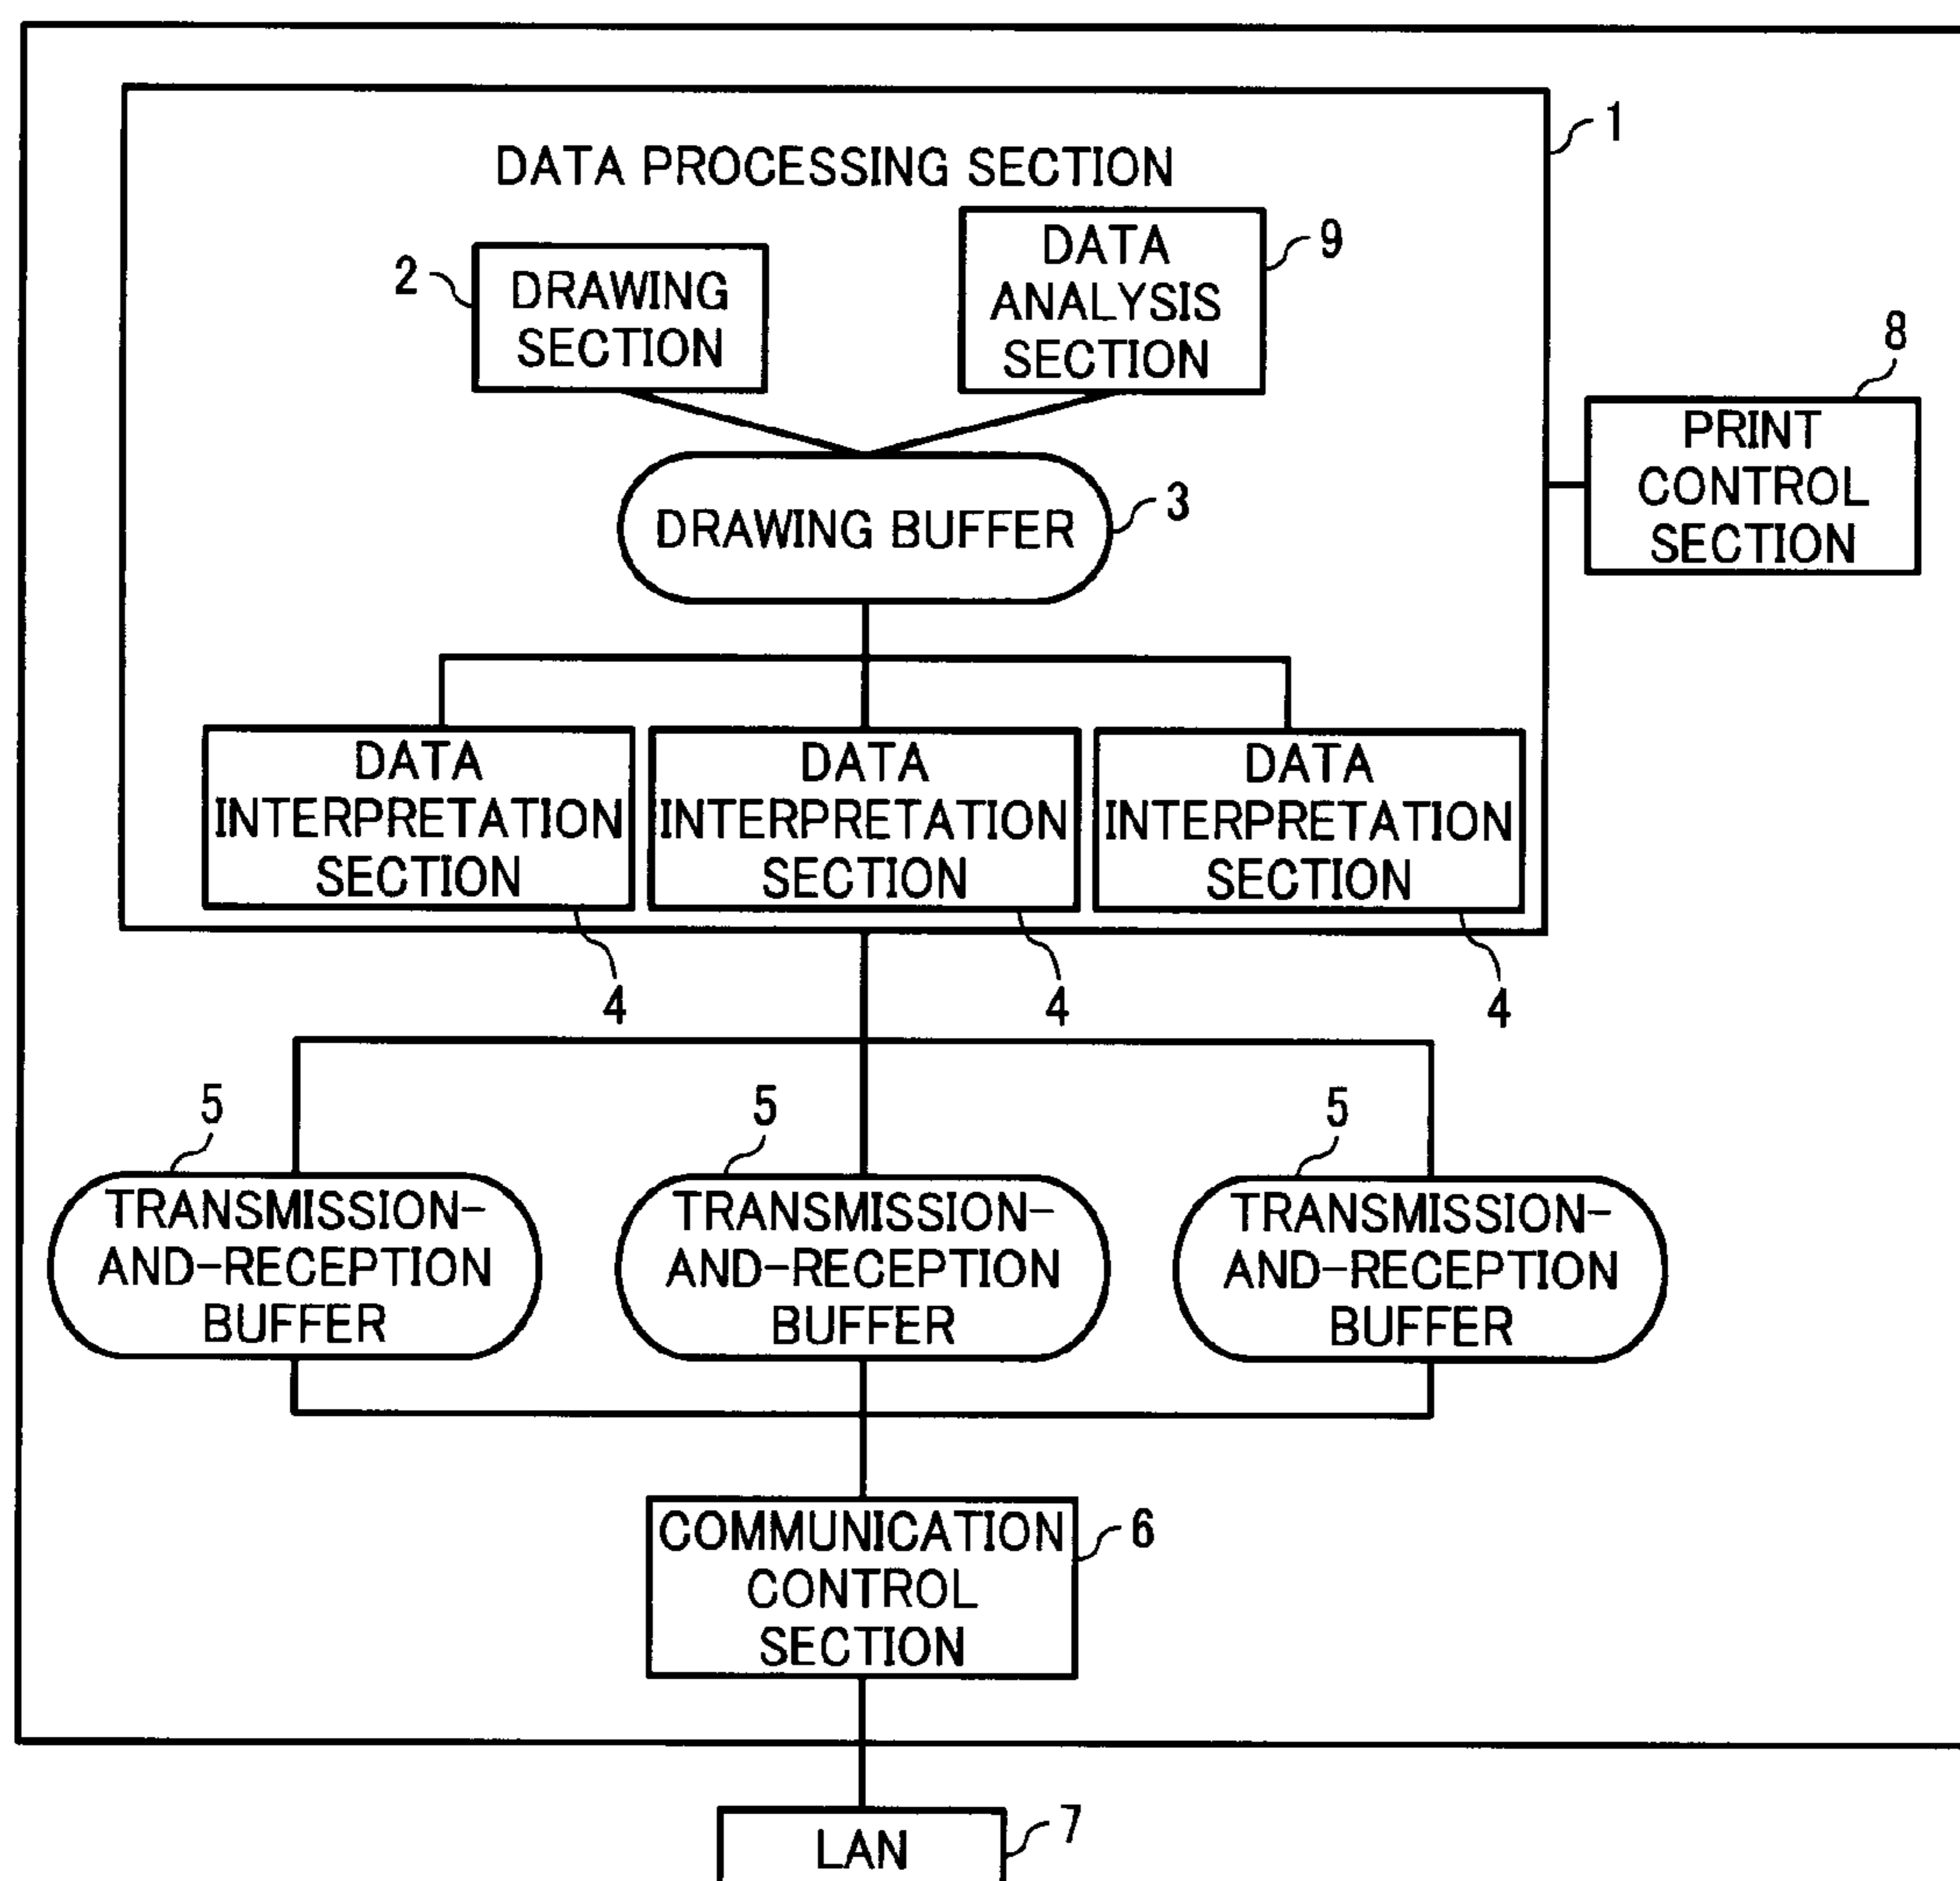 1
DATA PROCESSING SECTION
2
DRAWING
SECTION
DATA
ANALYSIS
SECTION
9
8
PRINT
CONTROL
SECTION
DRAWING BUFFER
3
DATA
INTERPRETATION
SECTION
DATA
INTERPRETATION
SECTION
DATA
INTERPRETATION
SECTION
4
4
4
5
5
5
TRANSMISSION-
AND-RECEPTION
BUFFER
TRANSMISSION-
AND-RECEPTION
BUFFER
TRANSMISSION-
AND-RECEPTION
BUFFER
COMMUNICATION
CONTROL
SECTION
6
LAN
7